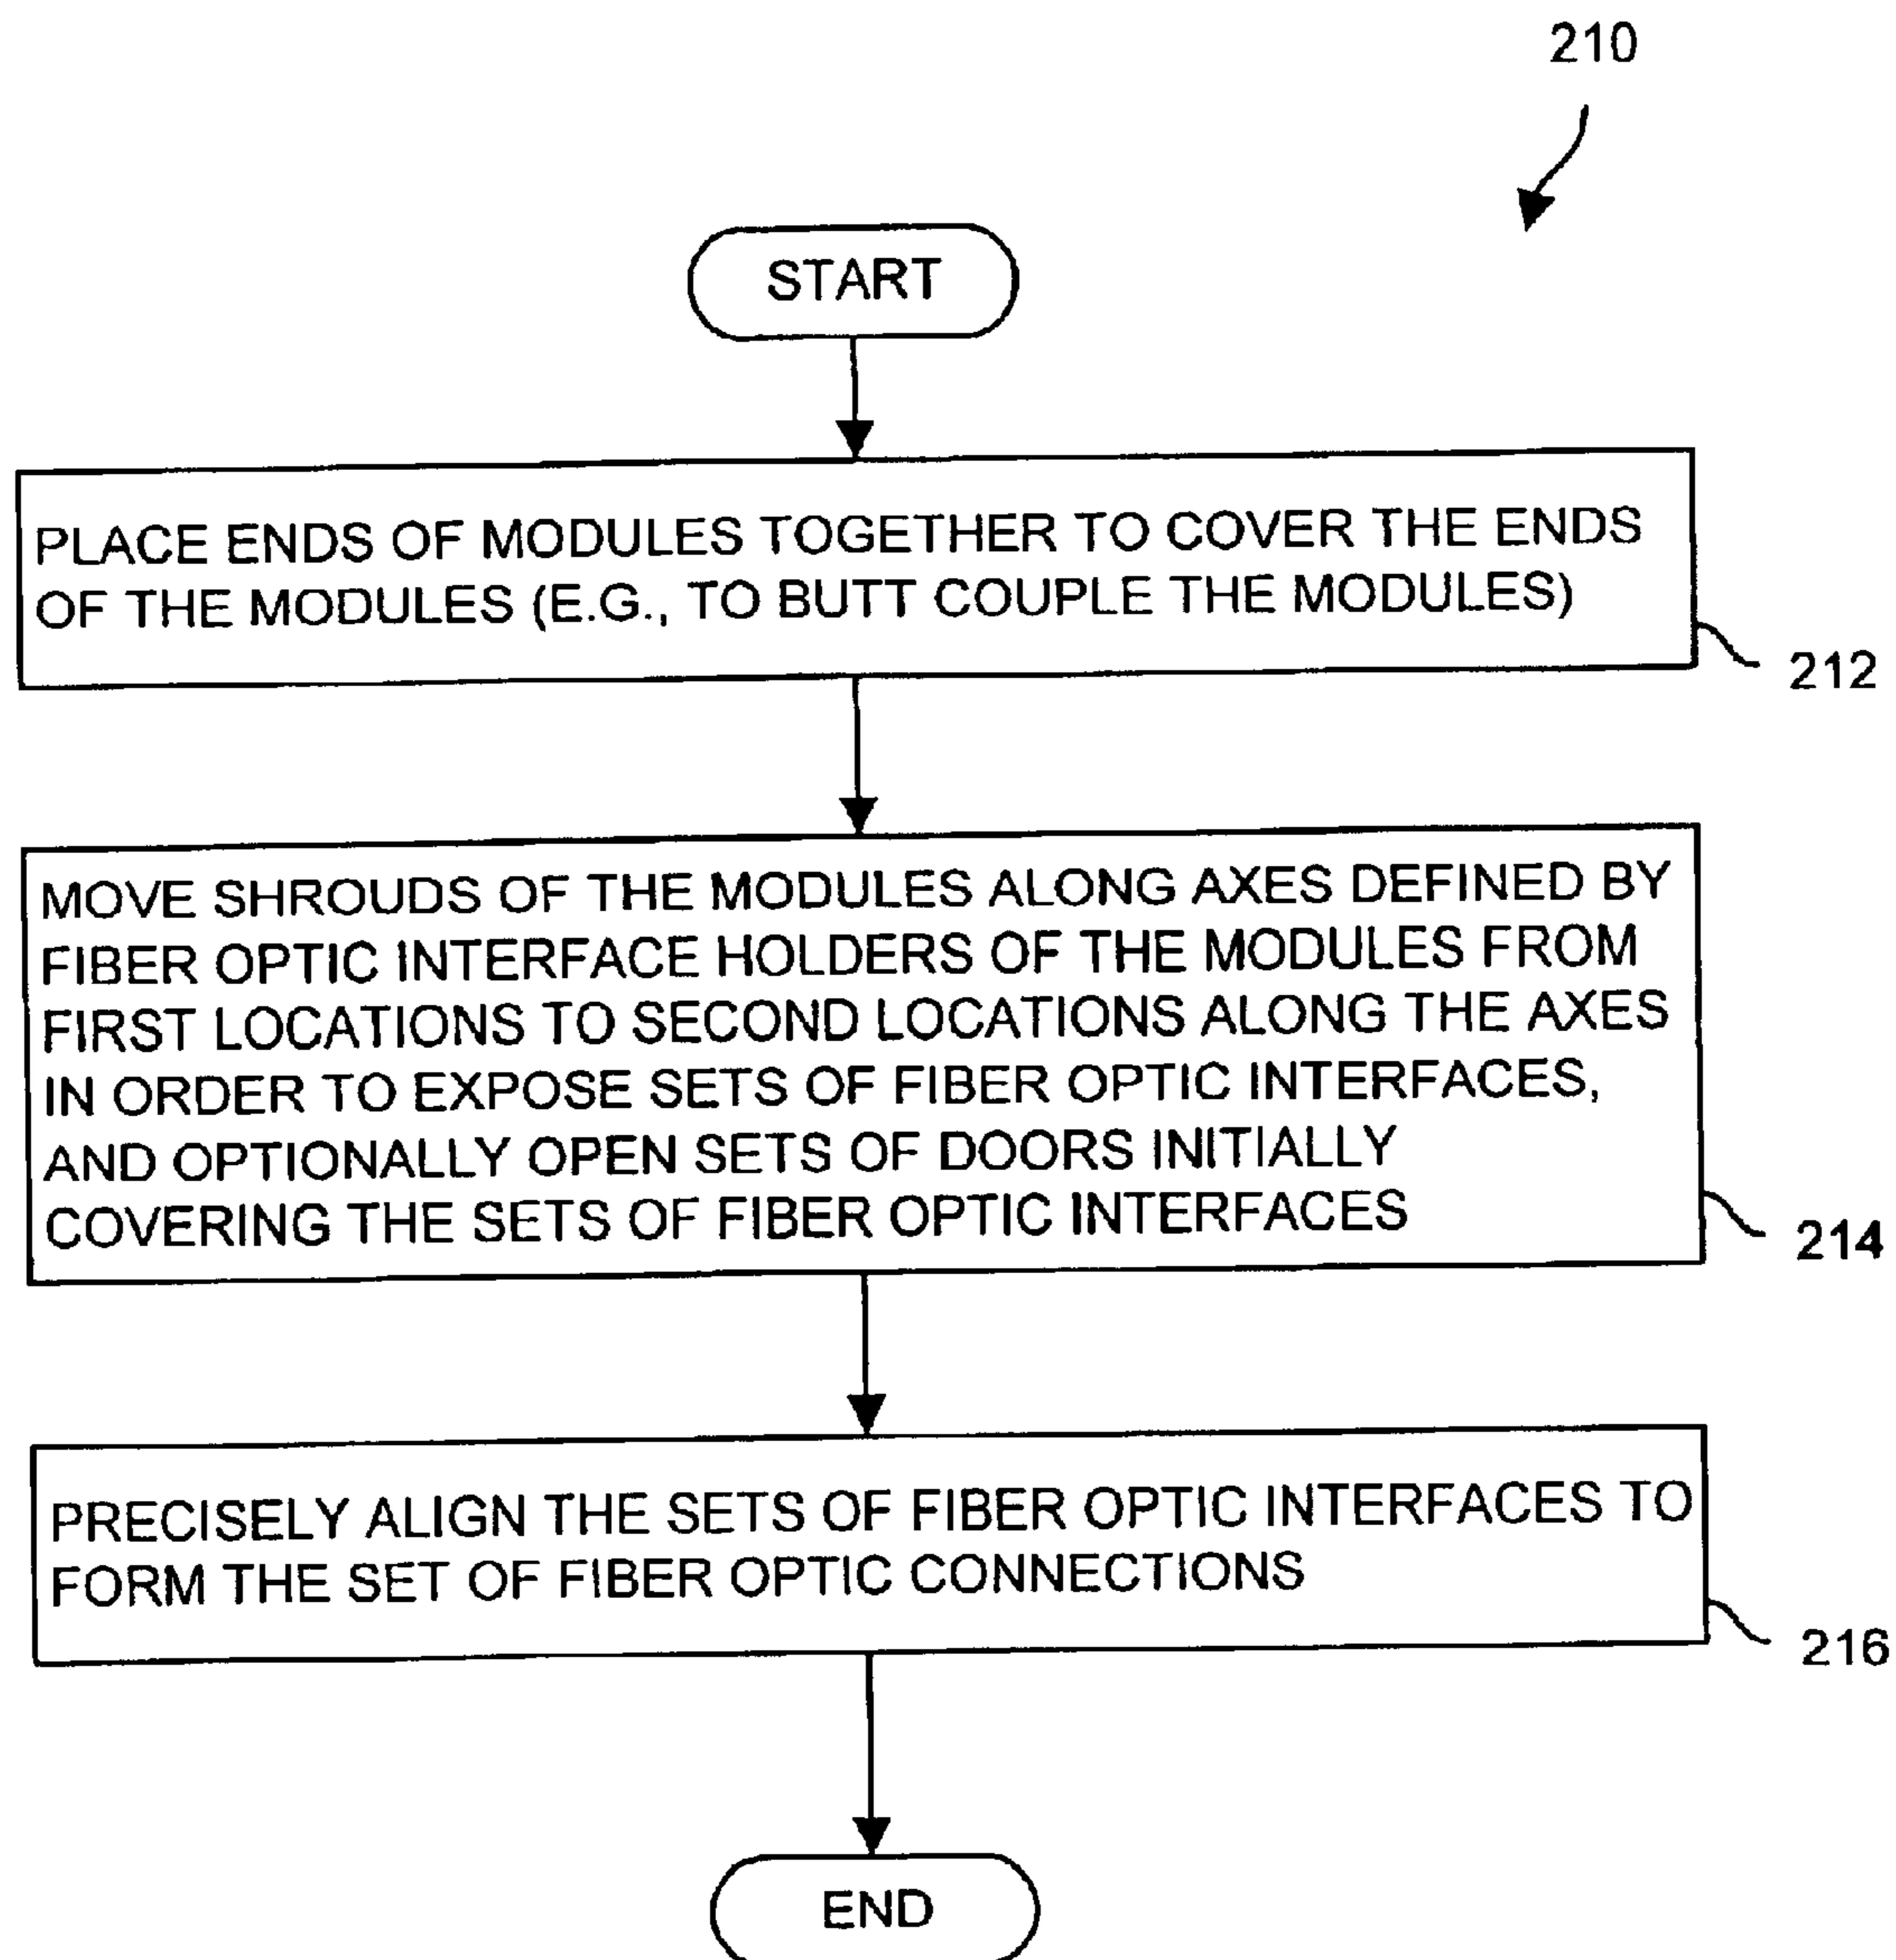 210
START
PLACE ENDS OF MODULES TOGETHER TO COVER THE ENDS
OF THE MODULES (E.G., TO BUTT COUPLE THE MODULES)
212
MOVE SHROUDS OF THE MODULES ALONG AXES DEFINED BY
FIBER OPTIC INTERFACE HOLDERS OF THE MODULES FROM
FIRST LOCATIONS TO SECOND LOCATIONS ALONG THE AXES
IN ORDER TO EXPOSE SETS OF FIBER OPTIC INTERFACES,
AND OPTIONALLY OPEN SETS OF DOORS INITIALLY
COVERING THE SETS OF FIBER OPTIC INTERFACES
214
PRECISELY ALIGN THE SETS OF FIBER OPTIC INTERFACES TO
FORM THE SET OF FIBER OPTIC CONNECTIONS
216
END